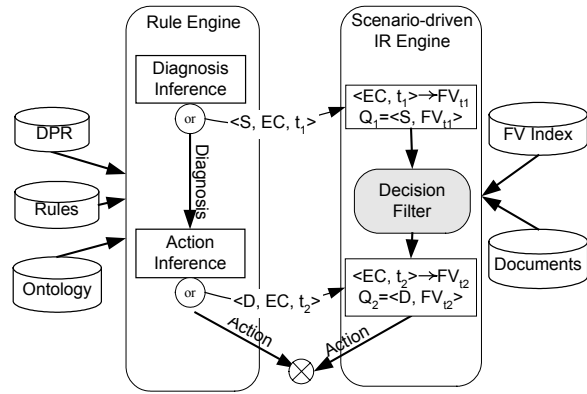 Rule Engine
Scenario-driven
IR Engine
Diagnosis
Inference
or
<S, EC, t1>
<EC, t1>→FVt1
Q1=<S, FVt1>
DPR
Rules
Ontology
Diagnosis
Decision
Filter
FV Index
Documents
Action
Inference
or
<D, EC, t2>
<EC, t2>→FVt2
Q2=<D, FVt2>
Action
Action